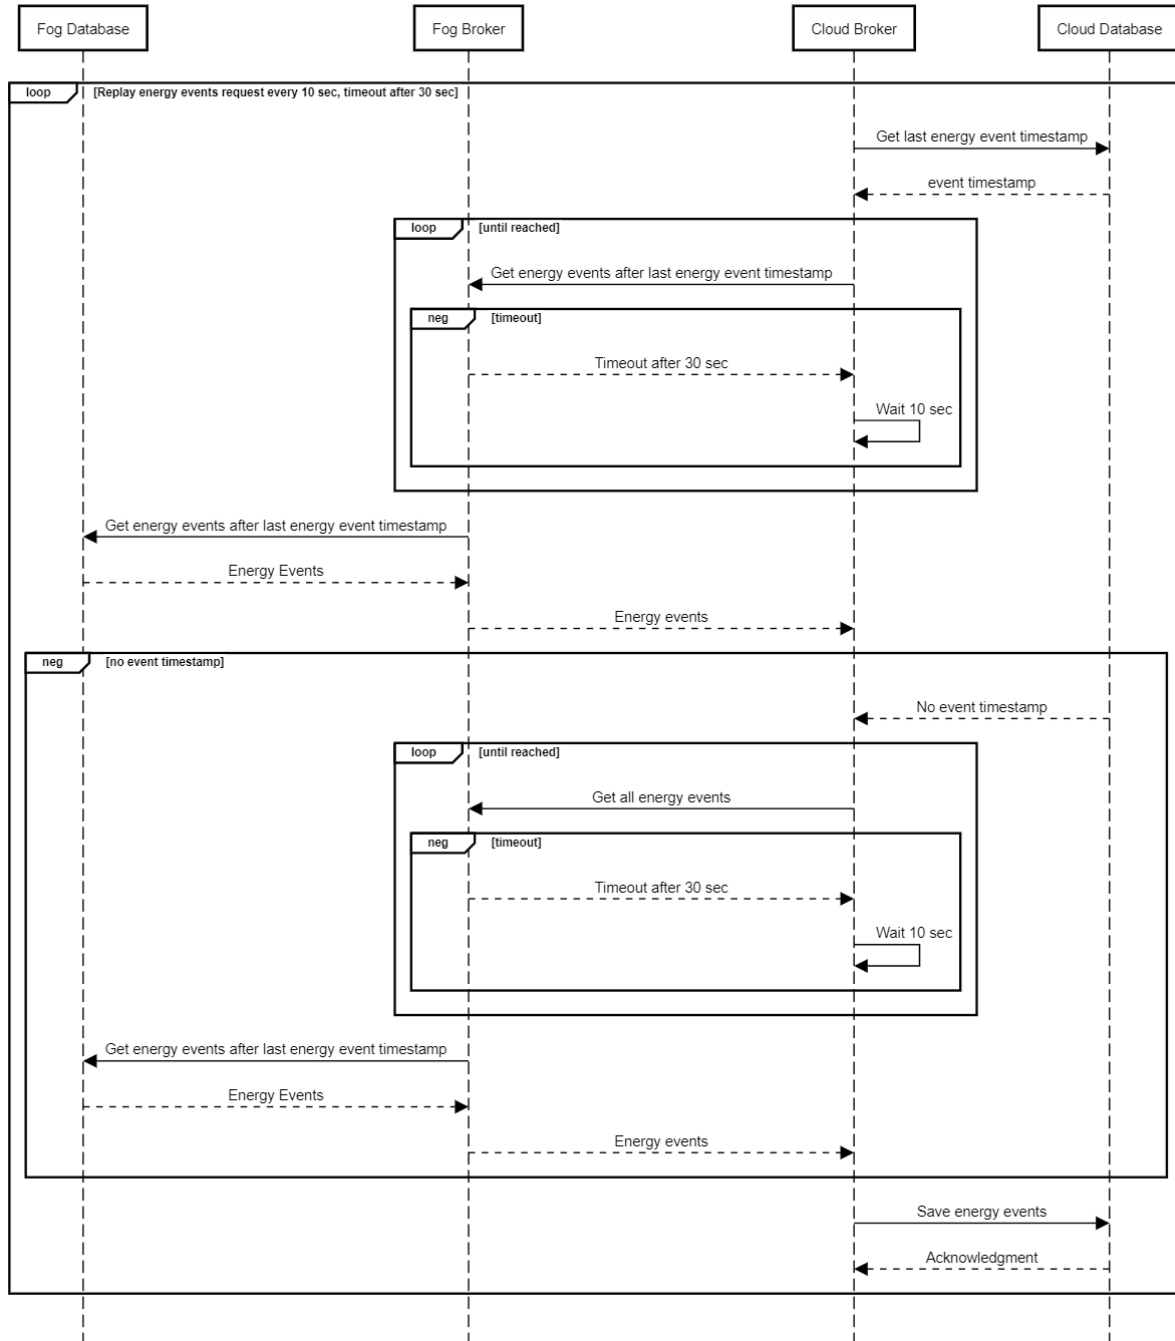 Fog Database
Fog Broker
Cloud Broker
Cloud Database
loop
[Replay energy events request every 10 sec, timeout after 30 sec]
Get last energy event timestamp
event timestamp
loop
[until reached]
Get energy events after last energy event timestamp
neg
[timeout]
Timeout after 30 sec
Wait 10 sec
Get energy events after last energy event timestamp
Energy Events
Energy events
neg
[no event timestamp]
No event timestamp
loop
[until reached]
Get all energy events
neg
[timeout]
Timeout after 30 sec
Wait 10 sec
Get energy events after last energy event timestamp
Energy Events
Energy events
Save energy events
Acknowledgment